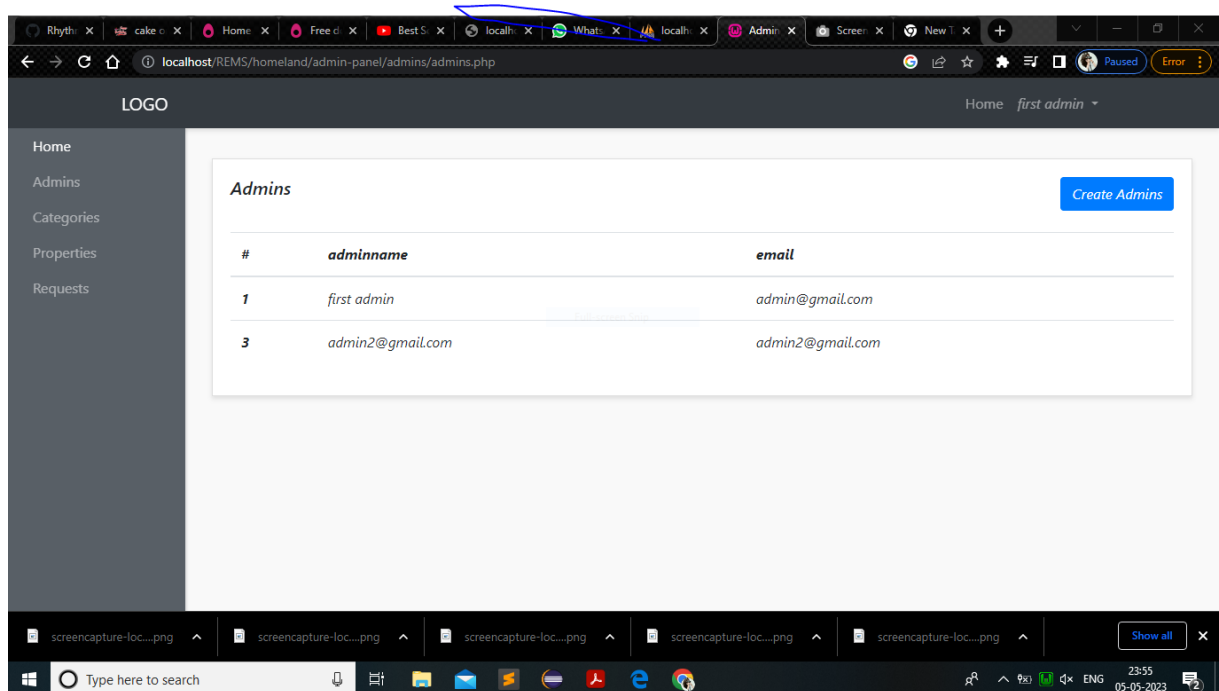 Rhyth
cake o
Home
Free d
Best S
localh
Whats
localh
Admin
Screen
New T
localhost/REMS/homeland/admin-panel/admins/admins.php
Paused
Error
LOGO
Home first admin
Home
Admins
Categories
Properties
Requests
Admins
Create Admins
# adminname email
1 first admin admin@gmail.com
3 admin2@gmail.com admin2@gmail.com
screencapture-loc....png
screencapture-loc....png
screencapture-loc....png
screencapture-loc....png
screencapture-loc....png
Show all
Type here to search
ENG
23:55
05-05-2023